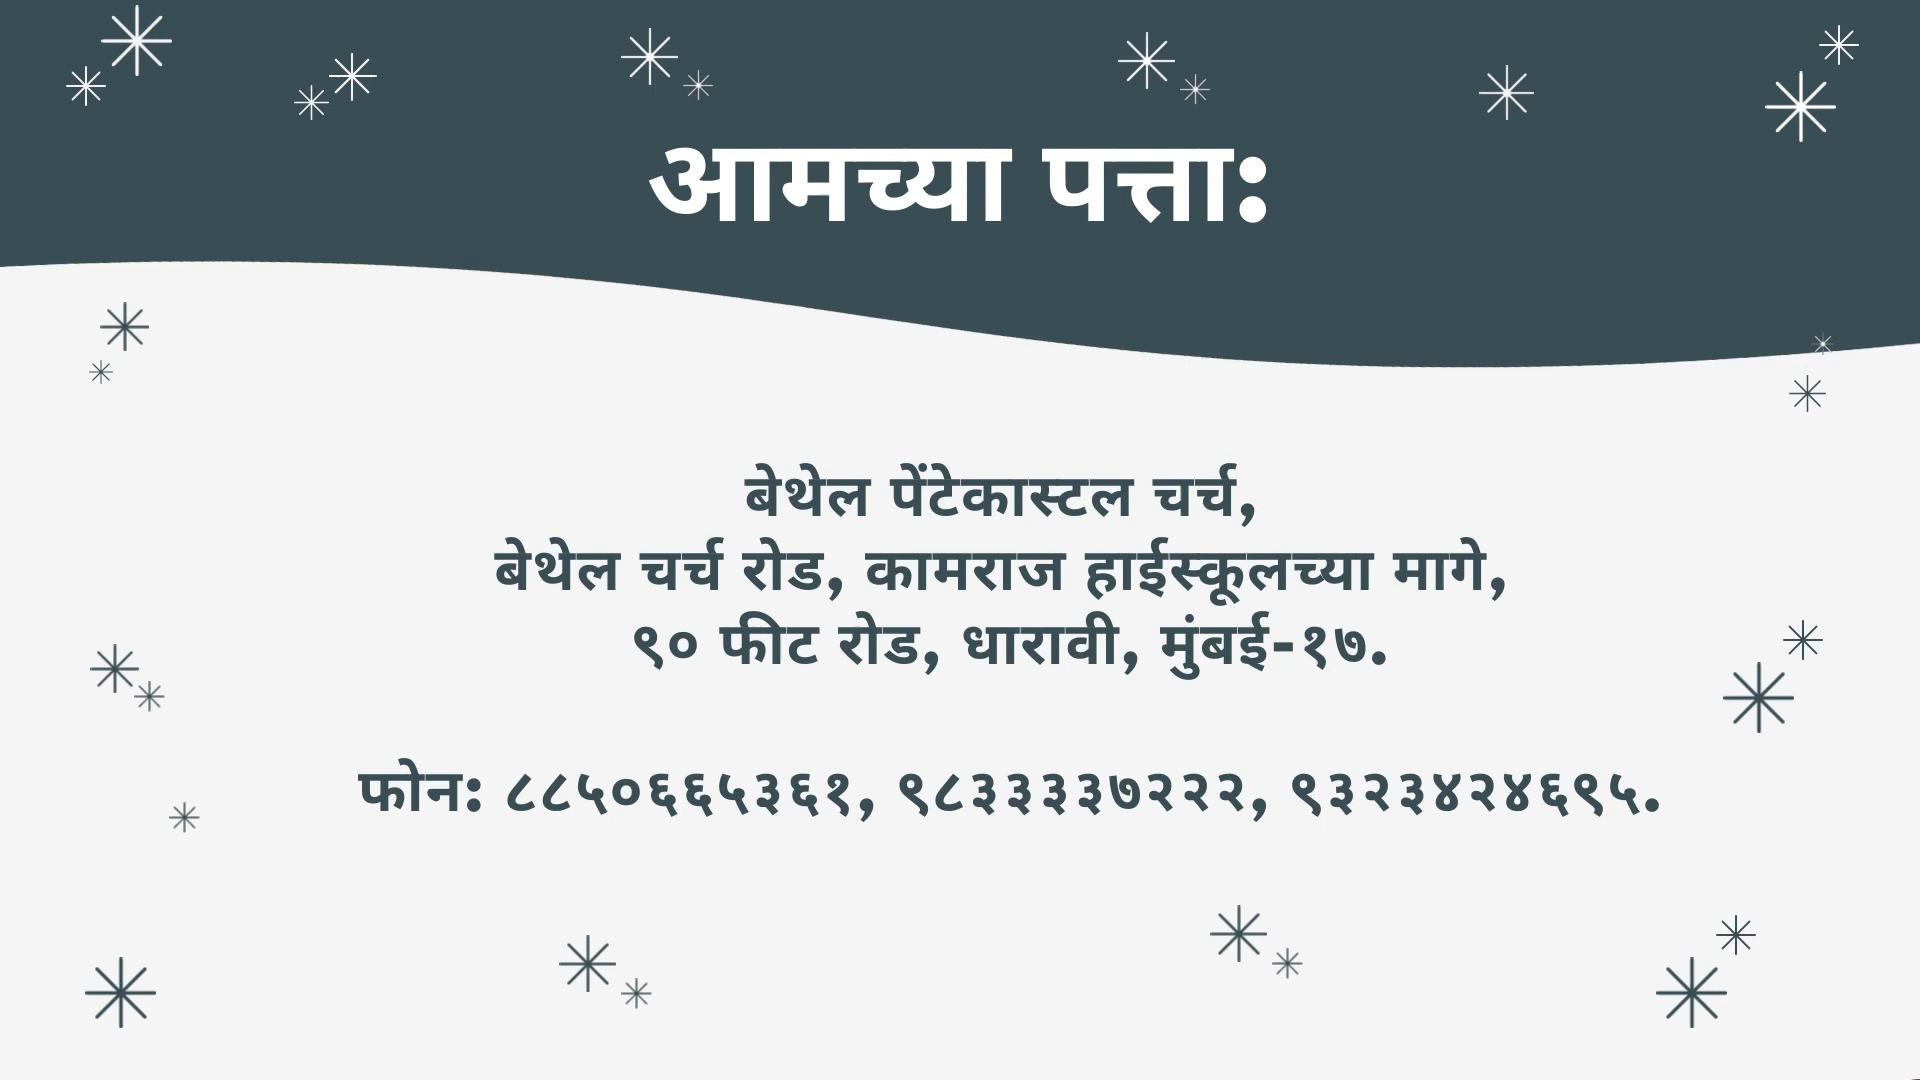 आमच्या पत्ता:
बेथेल पेंटेकास्टल चर्च,
बेथेल चर्च रोड, कामराज हाईस्कूलच्या मागे,
९० फीट रोड, धारावी, मुंबई-१७.
फोन: ८८५०६६५३६१, ९८३३३३७२२२, ९३२३४२४६९५.